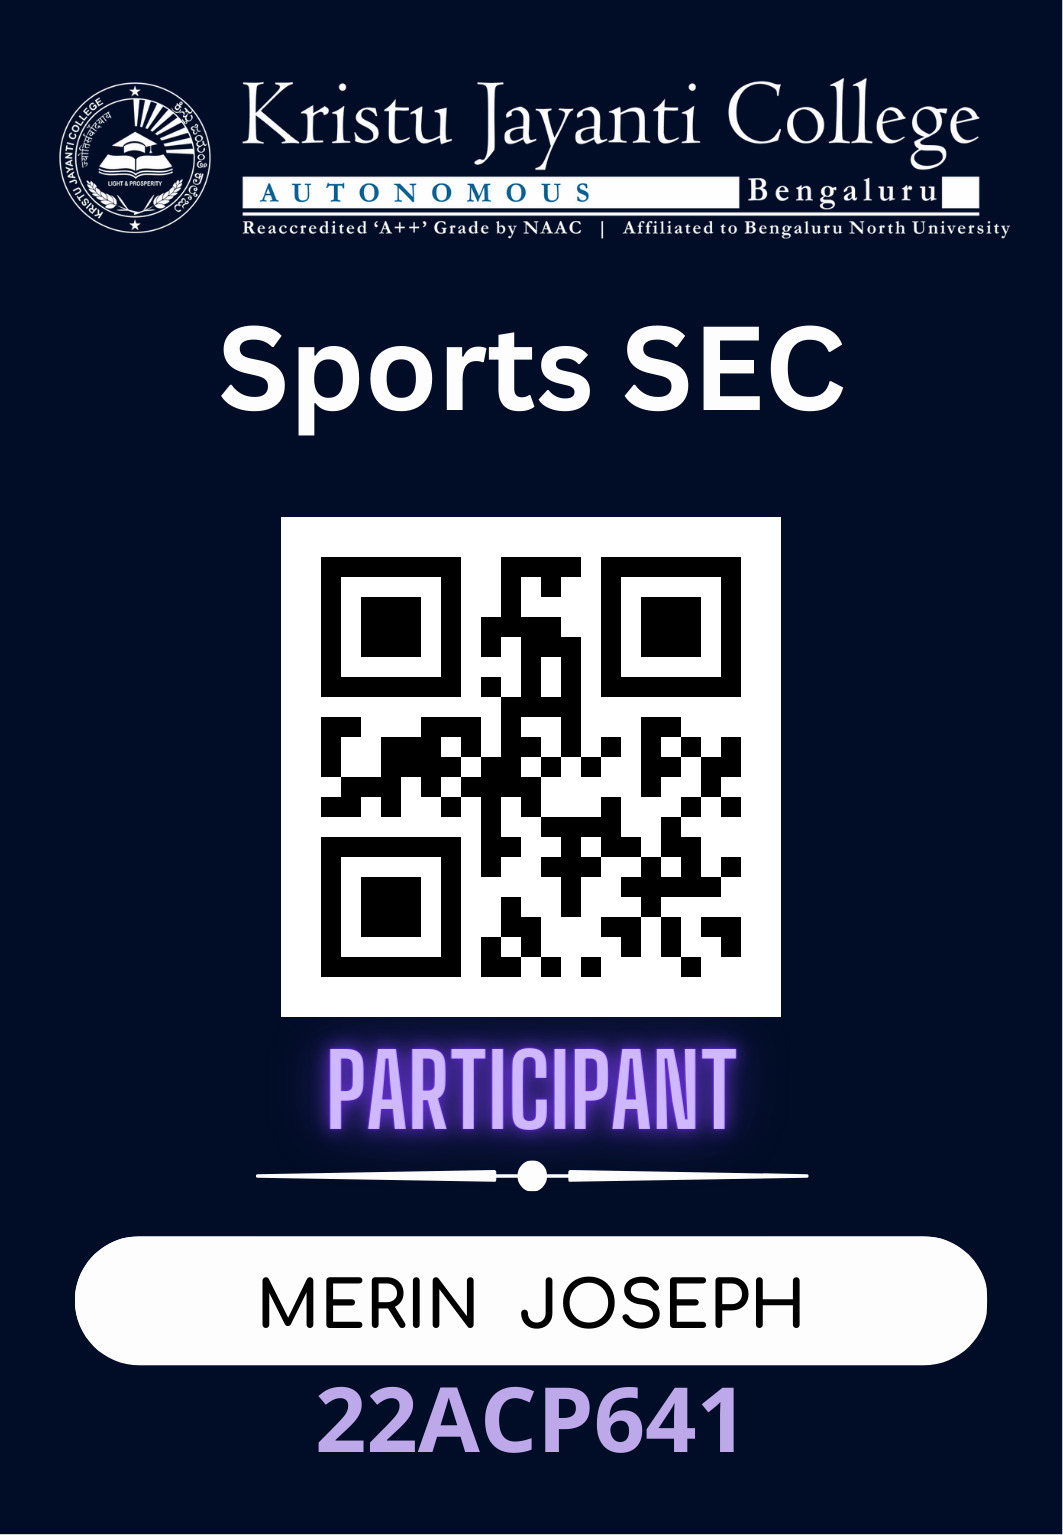 KRISTU JAYANTI COLLEGE
ಕ್ರಿಸ್ತು ಜಯಂತಿ ಕಾಲೇಜು
LIGHT & PROSPERITY
Kristu Jayanti College
AUTONOMOUS Bengaluru
Reaccredited ‘A++’ Grade by NAAC | Affiliated to Bengaluru North University
Sports SEC
PARTICIPANT
MERIN JOSEPH
22ACP641